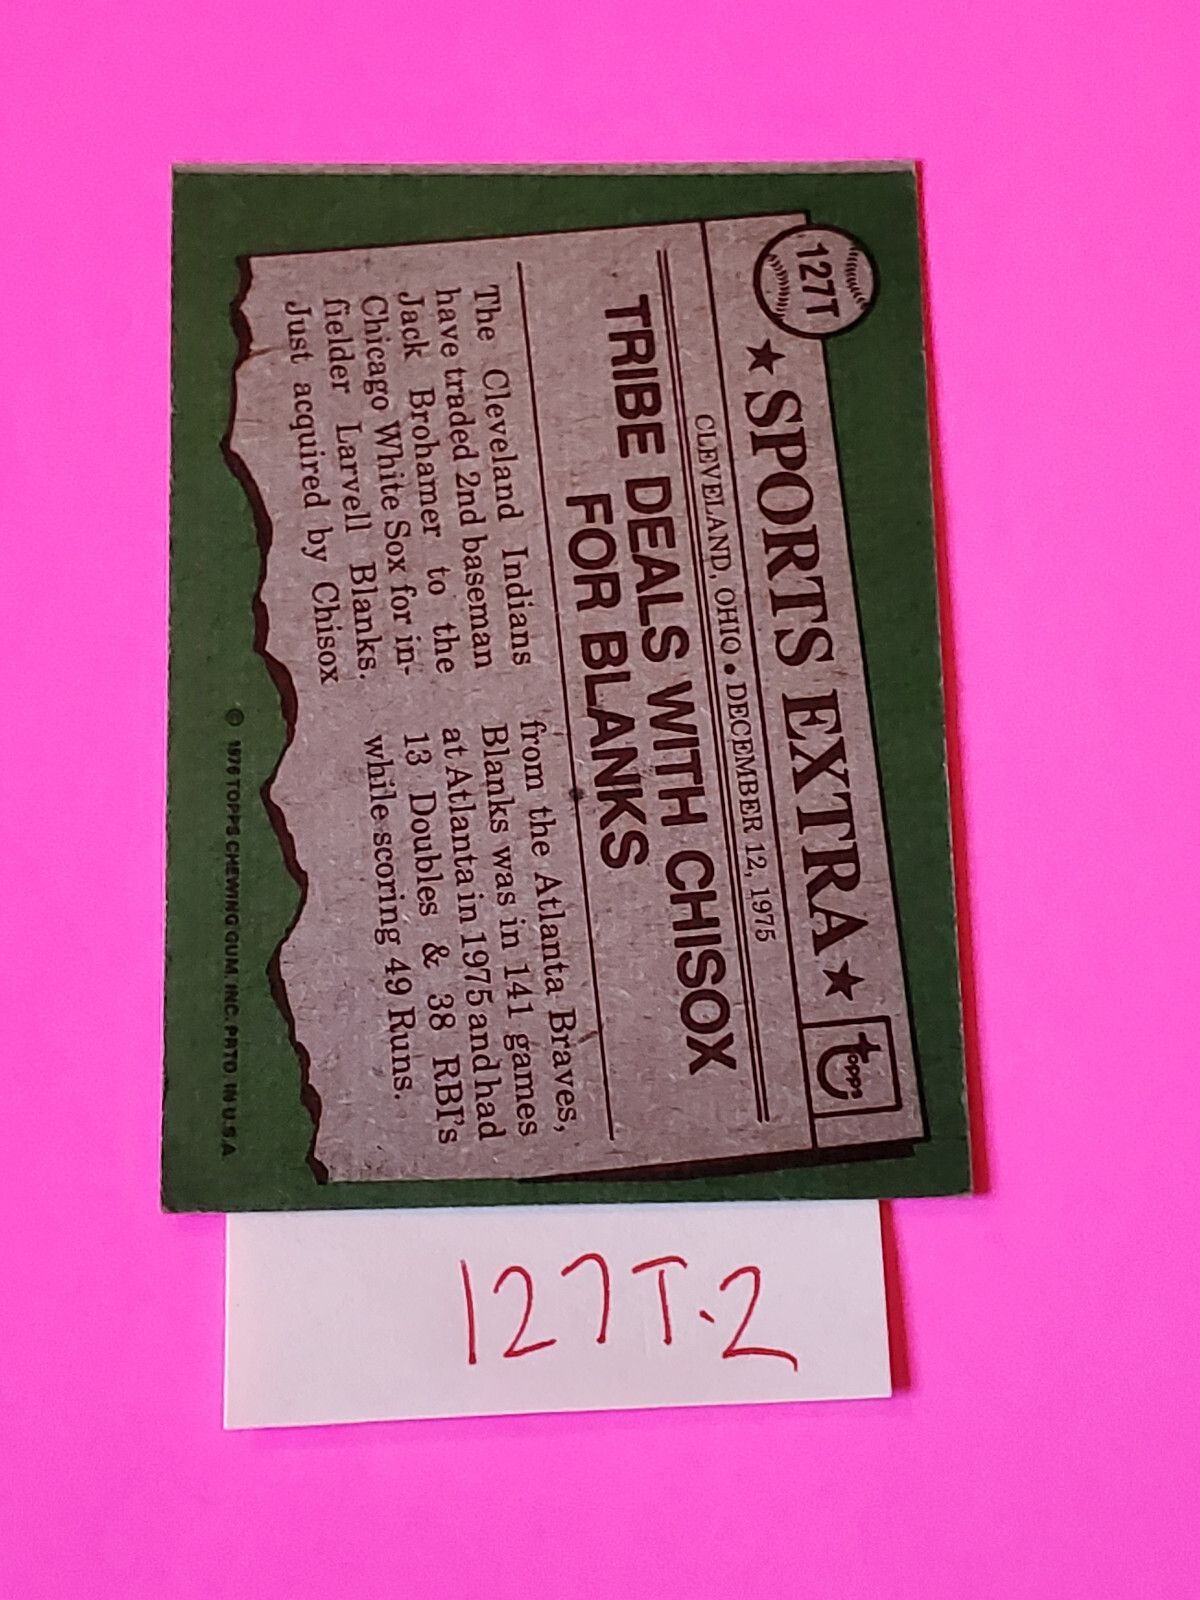 127T
★ SPORTS EXTRA ★
topps
CLEVELAND, OHIO • DECEMBER 12, 1975
TRIBE DEALS WITH CHISOX
FOR BLANKS
The Cleveland Indians
have traded 2nd baseman
Jack Brohamer to the
Chicago White Sox for in-
fielder Larvell Blanks.
Just acquired by Chisox
from the Atlanta Braves,
Blanks was in 141 games
at Atlanta in 1975 and had
13 Doubles & 38 RBI's
while scoring 49 Runs.
© 1976 TOPPS CHEWING GUM, INC. PRTD. IN U.S.A
127T.2